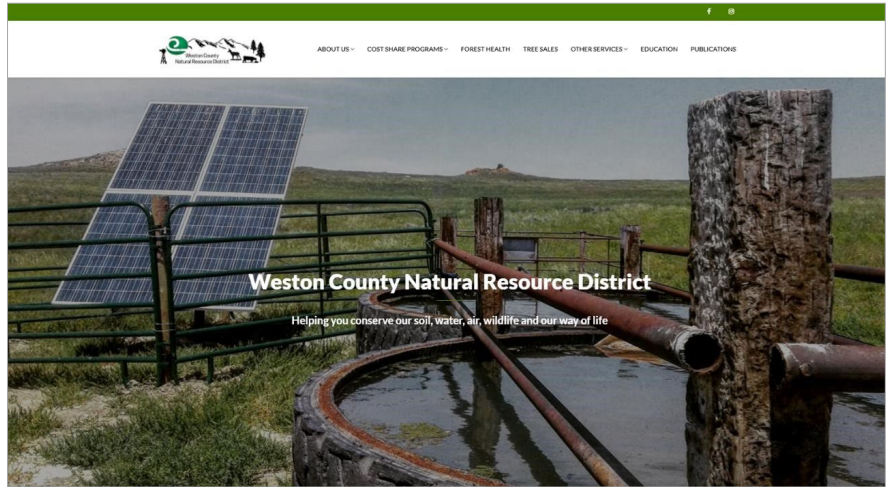 Weston County
Natural Resource District
ABOUT US
COST SHARE PROGRAMS
FOREST HEALTH
TREE SALES
OTHER SERVICES
EDUCATION
PUBLICATIONS
Weston County Natural Resource District
Helping you conserve our soil, water, air, wildlife and our way of life